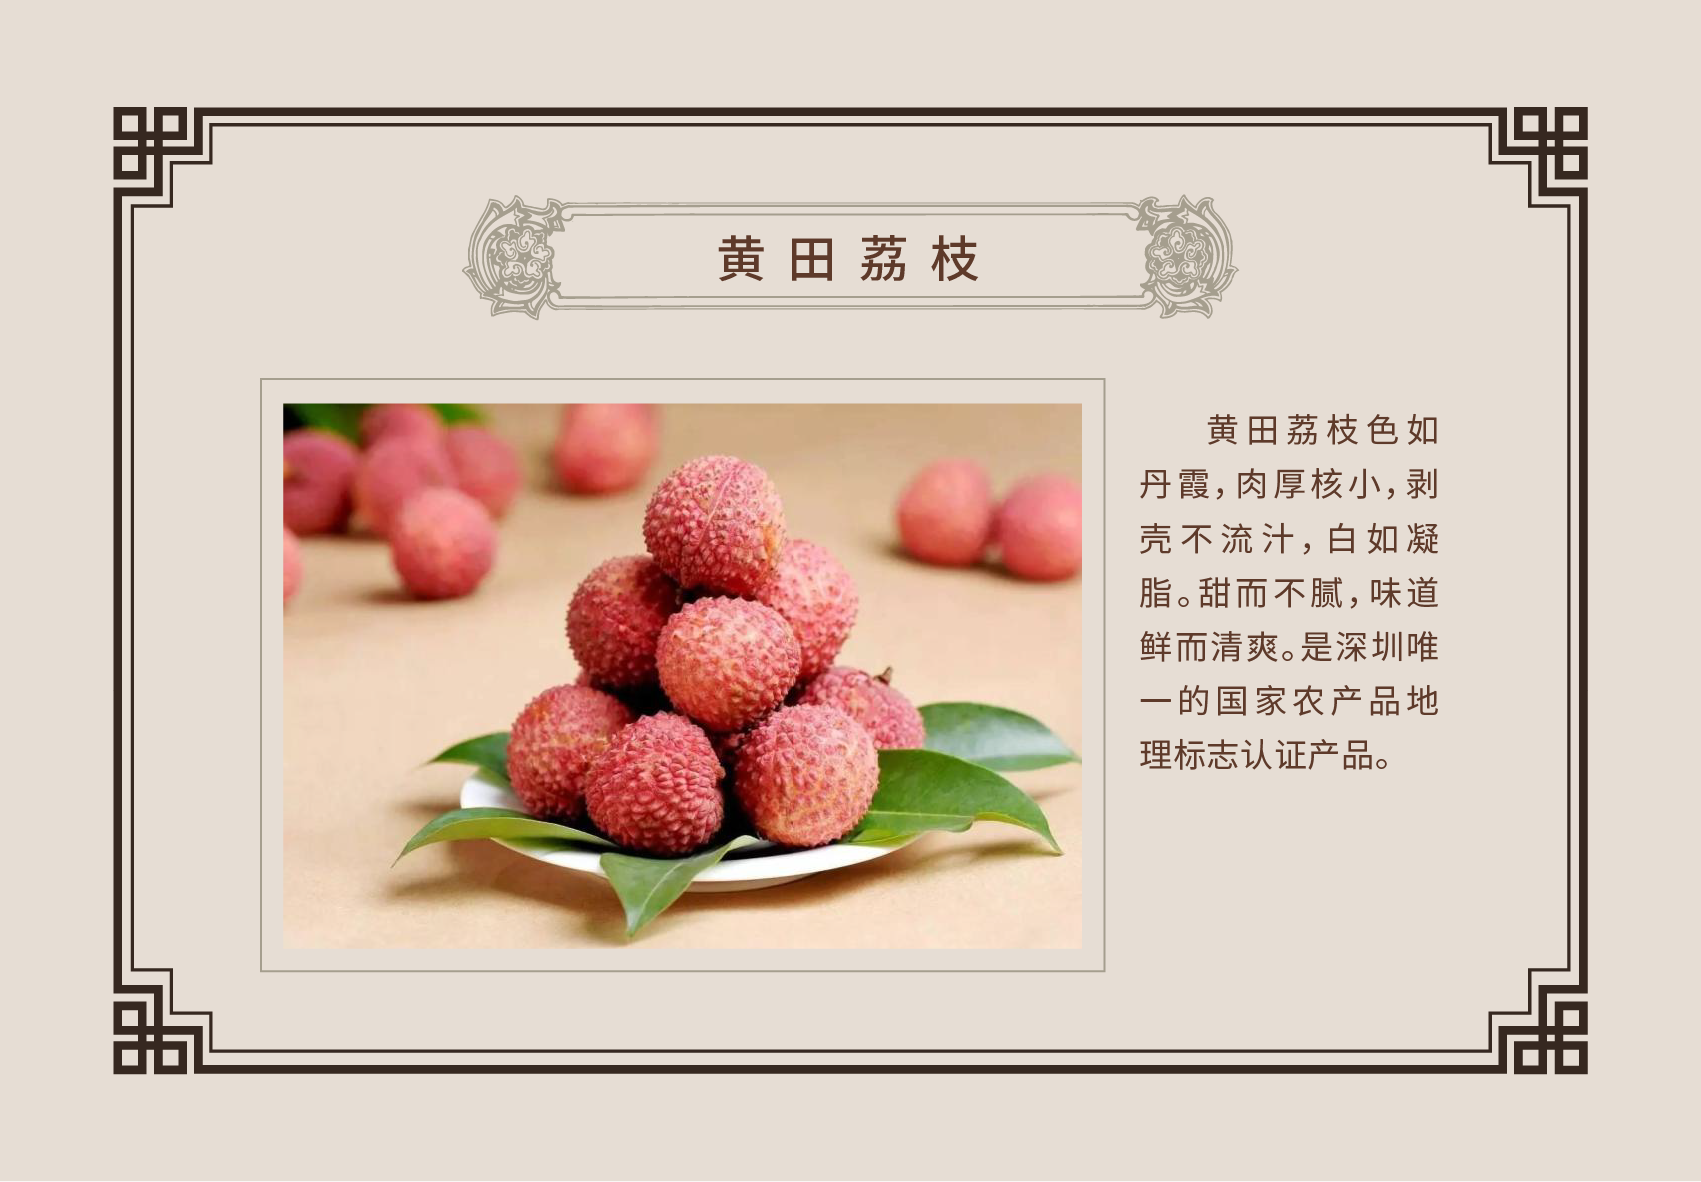 黄田荔枝
黄田荔枝色如
丹霞，肉厚核小，剥
壳不流汁，白如凝
脂。甜而不腻，味道
鲜而清爽。是深圳唯
一的国家农产品地
理标志认证产品。